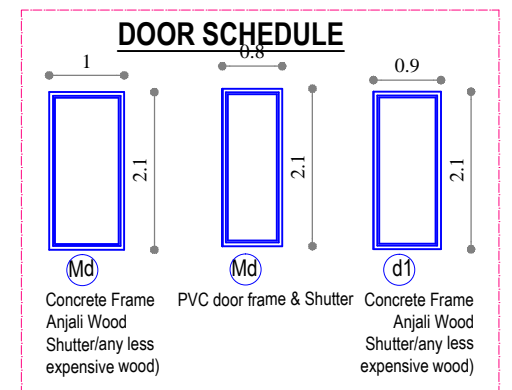 DOOR SCHEDULE
1
0.8
0.9
2.1
2.1
2.1
Md
Md
d1
Concrete Frame
Anjali Wood
Shutter/any less
expensive wood)
PVC door frame & Shutter
Concrete Frame
Anjali Wood
Shutter/any less
expensive wood)